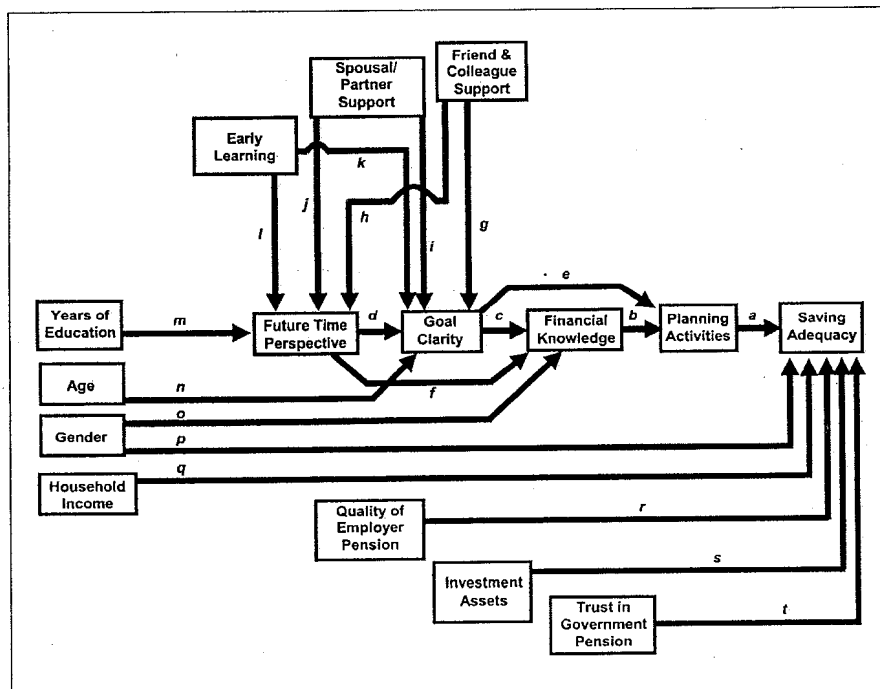 Friend &
Colleague
Support
Spousal/
Partner
Support
Early
Learning
k
j
h
l
i
g
e
Years of
Education
m
Future Time
Perspective
d
Goal
Clarity
c
Financial
Knowledge
b
Planning
Activities
a
Saving
Adequacy
Age
n
f
o
Gender
p
q
Household
Income
Quality of
Employer
Pension
r
Investment
Assets
s
Trust in
Government
Pension
t